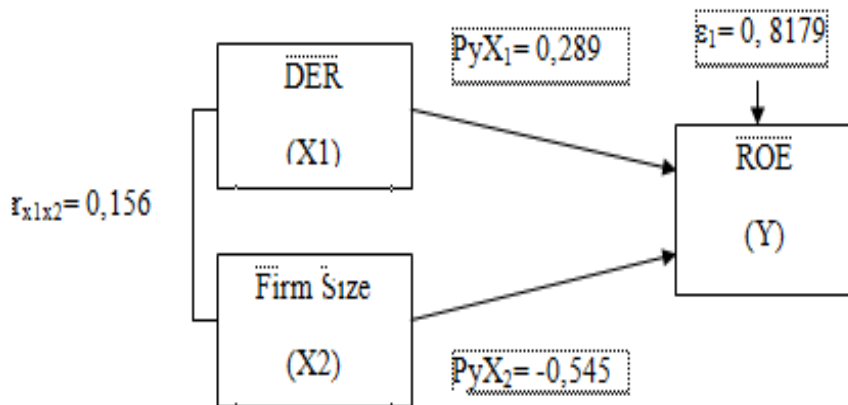 DER
(X1)
PyX₁= 0,289
ε₁= 0, 8179
ROE
(Y)
rₓ₁ₓ₂= 0,156
Firm Size
(X2)
PyX₂= -0,545